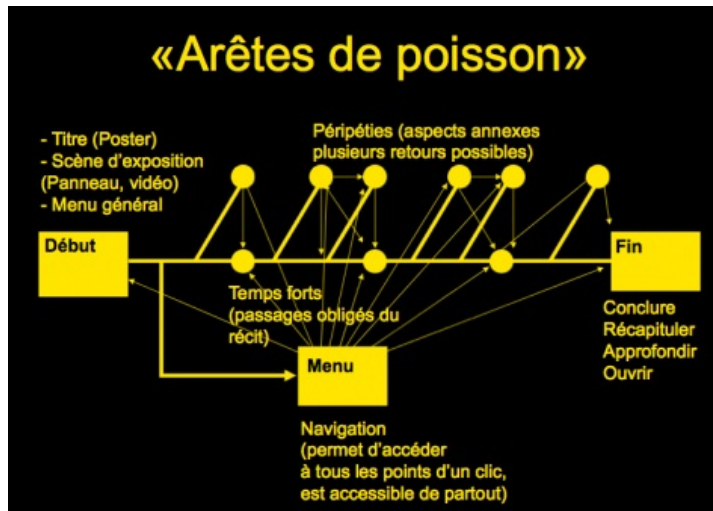 «Arêtes de poisson»
- Titre (Poster)
- Scène d'exposition
(Panneau, vidéo)
- Menu général
Péripéties (aspects annexes
plusieurs retours possibles)
Début
Temps forts
(passages obligés du
récit)
Fin
Conclure
Récapituler
Approfondir
Ouvrir
Menu
Navigation
(permet d'accéder
à tous les points d'un clic,
est accessible de partout)